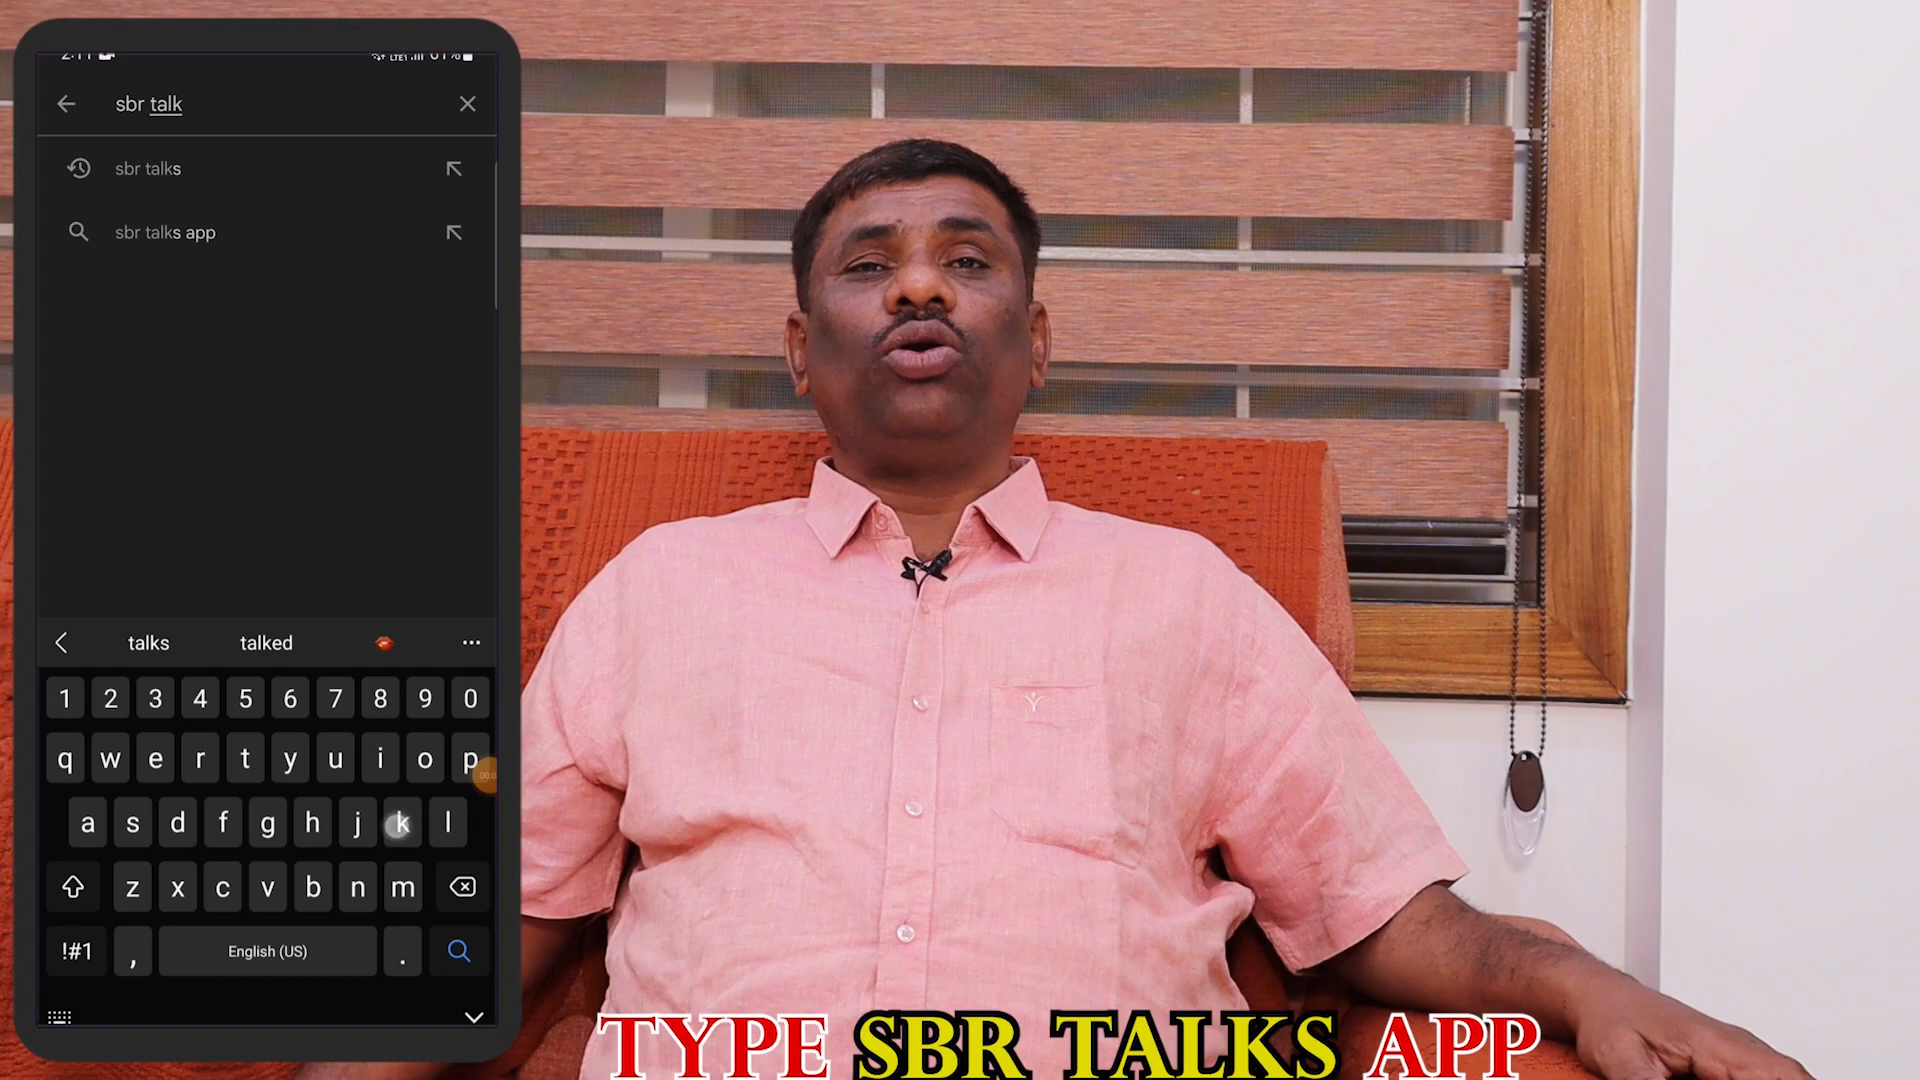 sbr talk
sbr talks
sbr talks app
talks talked
1 2 3 4 5 6 7 8 9 0
q w e r t y u i o p
a s d f g h j k l
z x c v b n m
!#1 , English (US) .
TYPE SBR TALKS APP